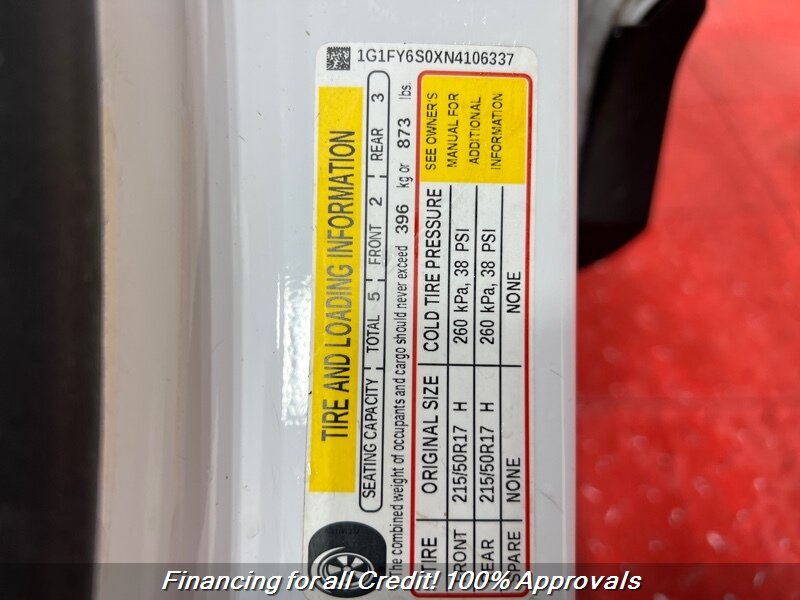 1G1FY6S0XN4106337
TIRE AND LOADING INFORMATION
SEATING CAPACITY TOTAL 5 FRONT 2 REAR 3
The combined weight of occupants and cargo should never exceed 396 kg or 873 lbs.
TIRE ORIGINAL SIZE COLD TIRE PRESSURE
FRONT 215/50R17 H 260 kPa, 38 PSI
REAR 215/50R17 H 260 kPa, 38 PSI
SPARE NONE NONE
SEE OWNER'S
MANUAL FOR
ADDITIONAL
INFORMATION
Financing for all Credit! 100% Approvals